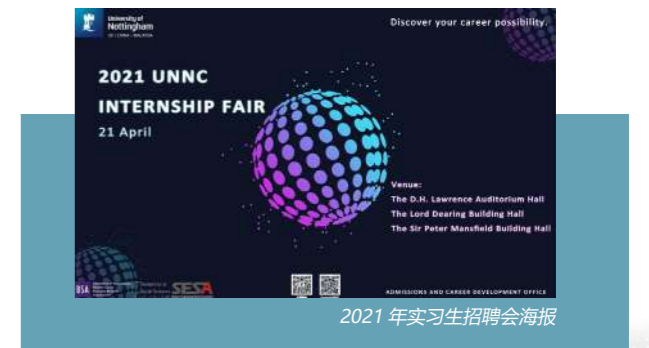 University of
Nottingham
UK | CHINA | MALAYSIA
Discover your career possibility.
2021 UNNC
INTERNSHIP FAIR
21 April
Venue:
The D.H. Lawrence Auditorium Hall
The Lord Dearing Building Hall
The Sir Peter Mansfield Building Hall
BSA
SESA
ADMISSIONS AND CAREER DEVELOPMENT OFFICE
2021 年实习生招聘会海报